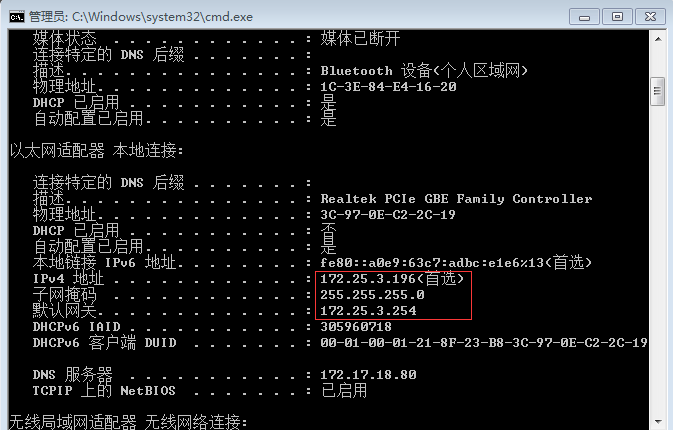 管理员: C:\Windows\system32\cmd.exe
媒体状态 . . . . . . . . . . . . : 媒体已断开
连接特定的 DNS 后缀 . . . . . . . :
描述. . . . . . . . . . . . . . . : Bluetooth 设备(个人区域网)
物理地址. . . . . . . . . . . . . : 1C-3E-84-E4-16-20
DHCP 已启用 . . . . . . . . . . . : 是
自动配置已启用. . . . . . . . . . : 是
以太网适配器 本地连接:
连接特定的 DNS 后缀 . . . . . . . :
描述. . . . . . . . . . . . . . . : Realtek PCIe GBE Family Controller
物理地址. . . . . . . . . . . . . : 3C-97-0E-C2-2C-19
DHCP 已启用 . . . . . . . . . . . : 否
自动配置已启用. . . . . . . . . . : 是
本地链接 IPv6 地址. . . . . . . . : fe80::a0e9:63c7:adbc:e1e6%13(首选)
IPv4 地址 . . . . . . . . . . . . : 172.25.3.196(首选)
子网掩码 . . . . . . . . . . . . : 255.255.255.0
默认网关. . . . . . . . . . . . . : 172.25.3.254
DHCPv6 IAID . . . . . . . . . . . : 305960718
DHCPv6 客户端 DUID . . . . . . . : 00-01-00-01-21-8F-23-B8-3C-97-0E-C2-2C-19
DNS 服务器 . . . . . . . . . . . : 172.17.18.80
TCPIP 上的 NetBIOS . . . . . . . : 已启用
无线局域网适配器 无线网络连接: